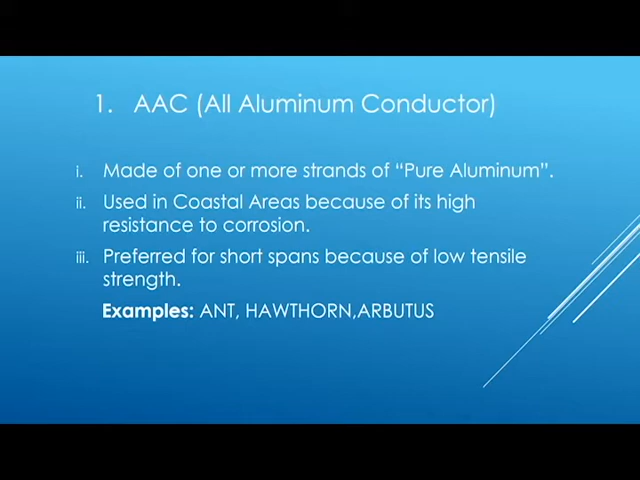 1. AAC (All Aluminum Conductor)
i. Made of one or more strands of “Pure Aluminum”.
ii. Used in Coastal Areas because of its high
resistance to corrosion.
iii. Preferred for short spans because of low tensile
strength.
Examples: ANT, HAWTHORN,ARBUTUS